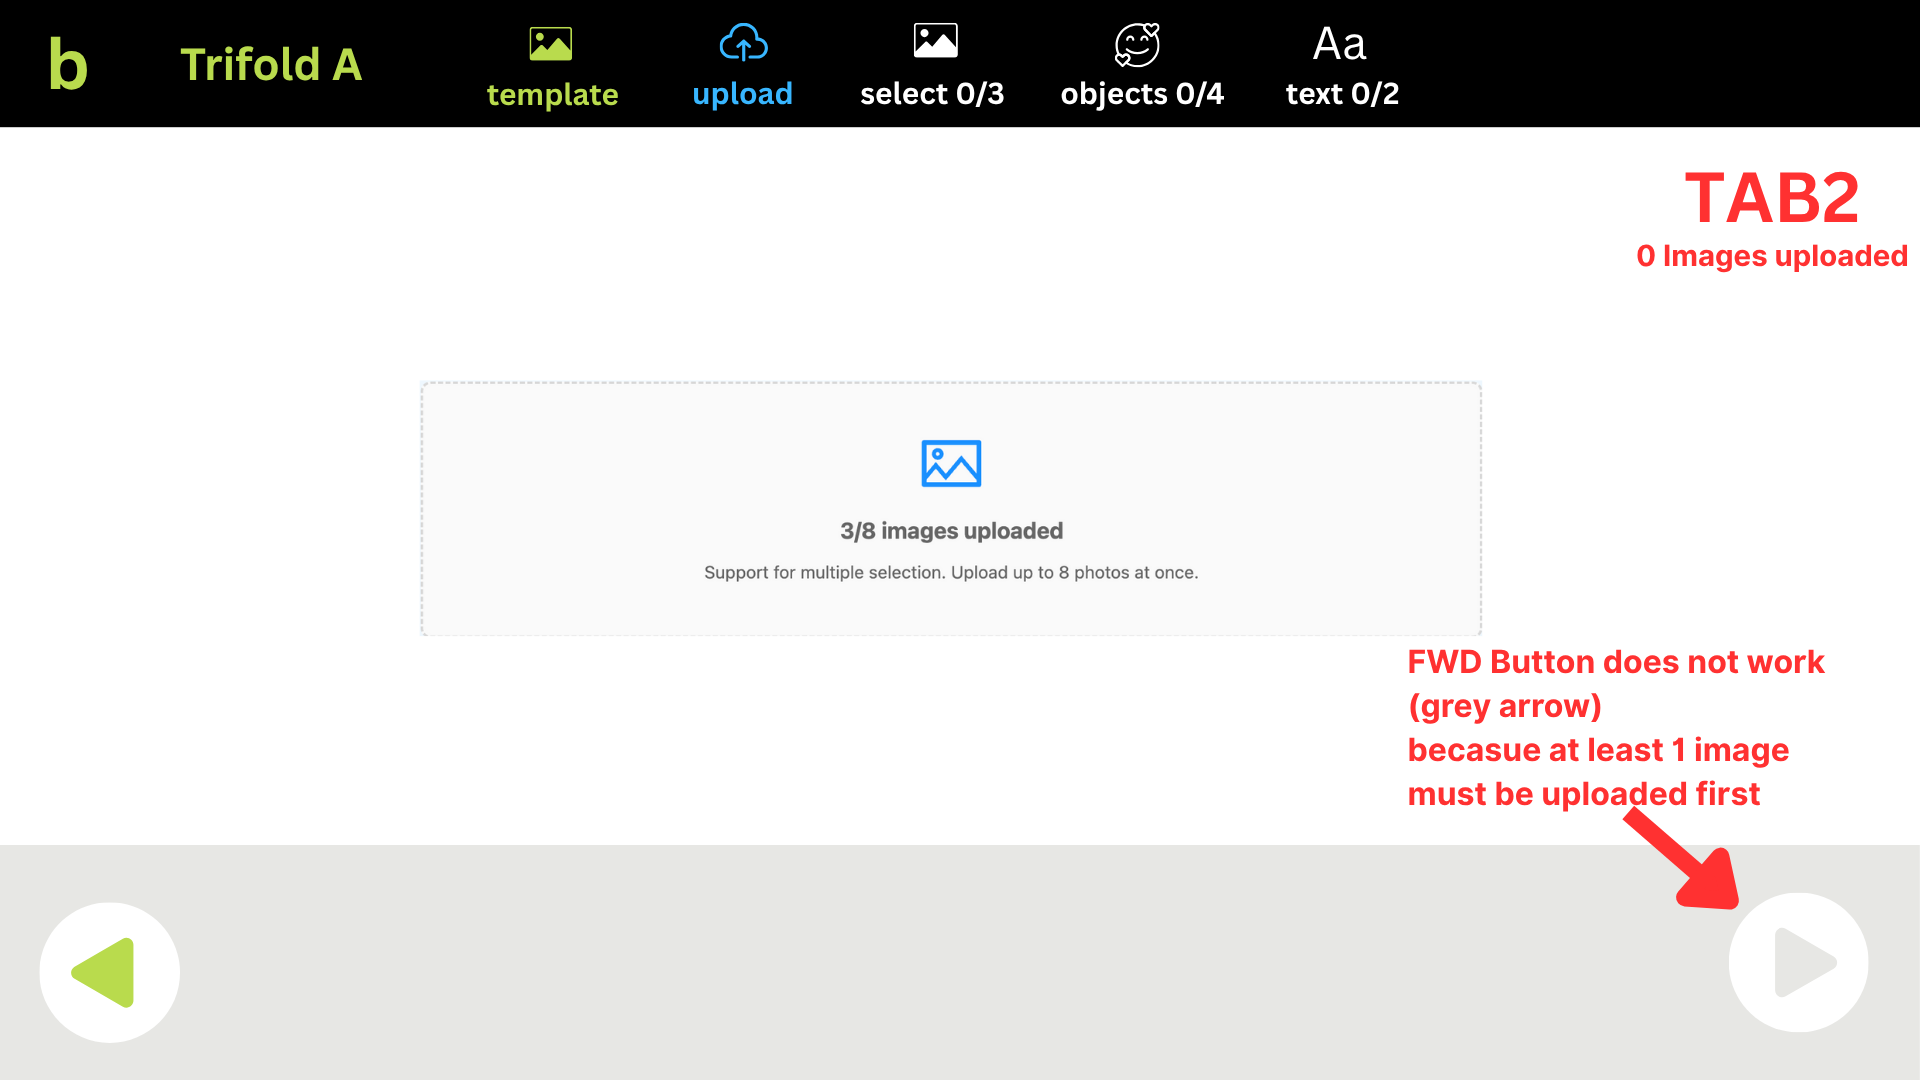 b
Trifold A
template
upload
select 0/3
objects 0/4
Aa
text 0/2
TAB2
0 Images uploaded
3/8 images uploaded
Support for multiple selection. Upload up to 8 photos at once.
FWD Button does not work
(grey arrow)
becasue at least 1 image
must be uploaded first